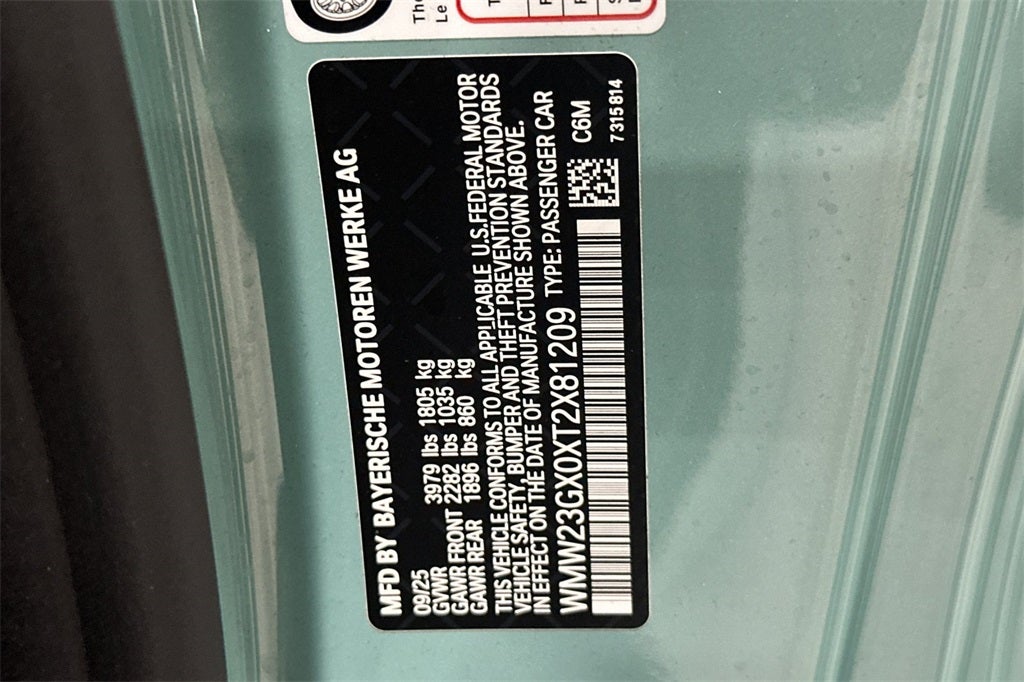 Th
Le
MFD BY BAYERISCHE MOTOREN WERKE AG
09/25
GVWR 3979 lbs 1805 kg
GAWR FRONT 2282 lbs 1035 kg
GAWR REAR 1896 lbs 860 kg
THIS VEHICLE CONFORMS TO ALL APPLICABLE U.S.FEDERAL MOTOR
VEHICLE SAFETY, BUMPER AND THEFT PREVENTION STANDARDS
IN EFFECT ON THE DATE OF MANUFACTURE SHOWN ABOVE.
WMW23GX0XT2X81209 TYPE: PASSENGER CAR
C6M
7315814